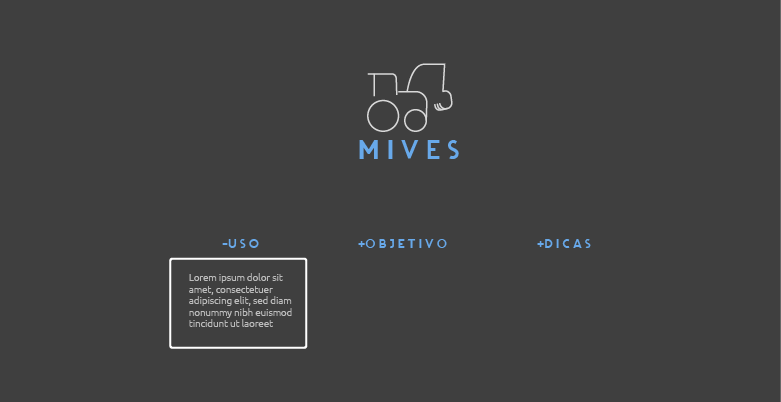 MIVES
-USO
+OBJETIVO
+DICAS
Lorem ipsum dolor sit
amet, consectetuer
adipiscing elit, sed diam
nonummy nibh euismod
tincidunt ut laoreet